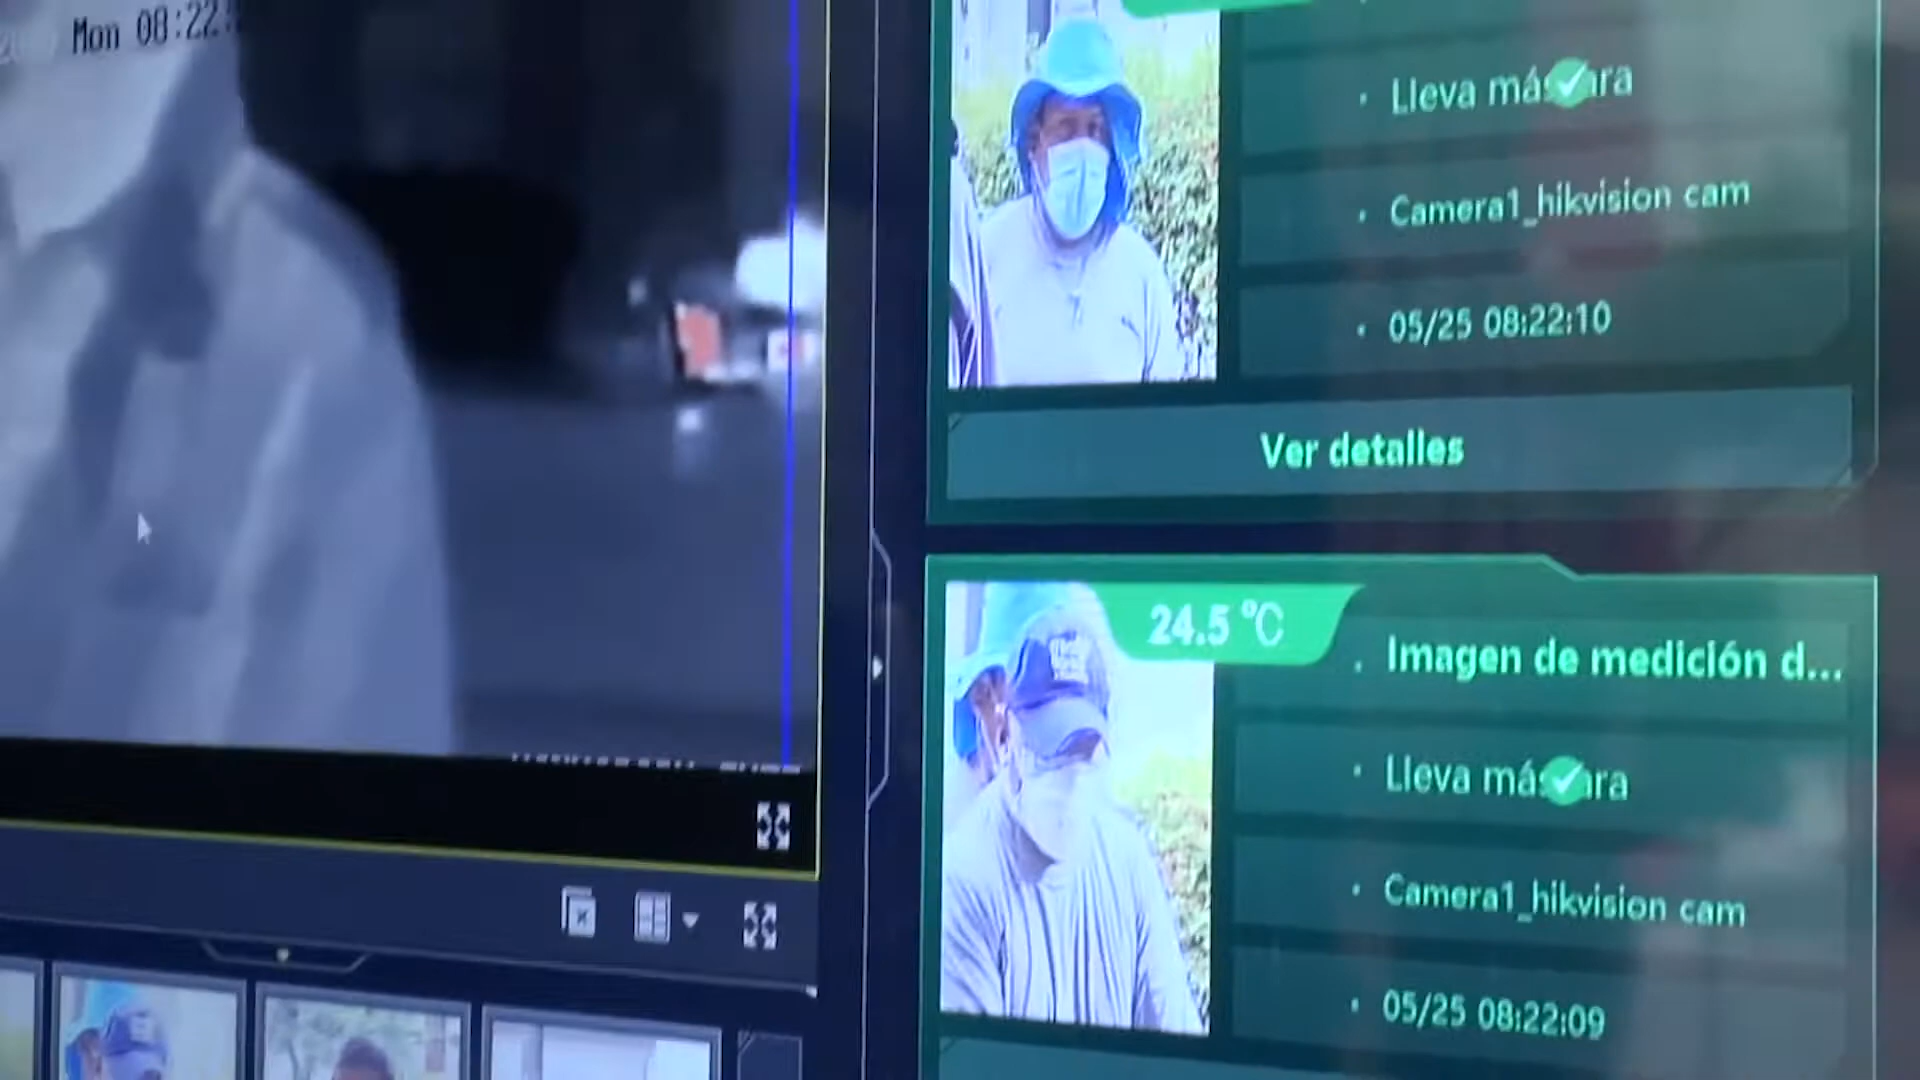 Mon 08:22:
Lleva más ara
Camera1_hikvision cam
05/25 08:22:10
Ver detalles
24.5 °C
Imagen de medición d...
Lleva más ara
Camera1_hikvision cam
05/25 08:22:09